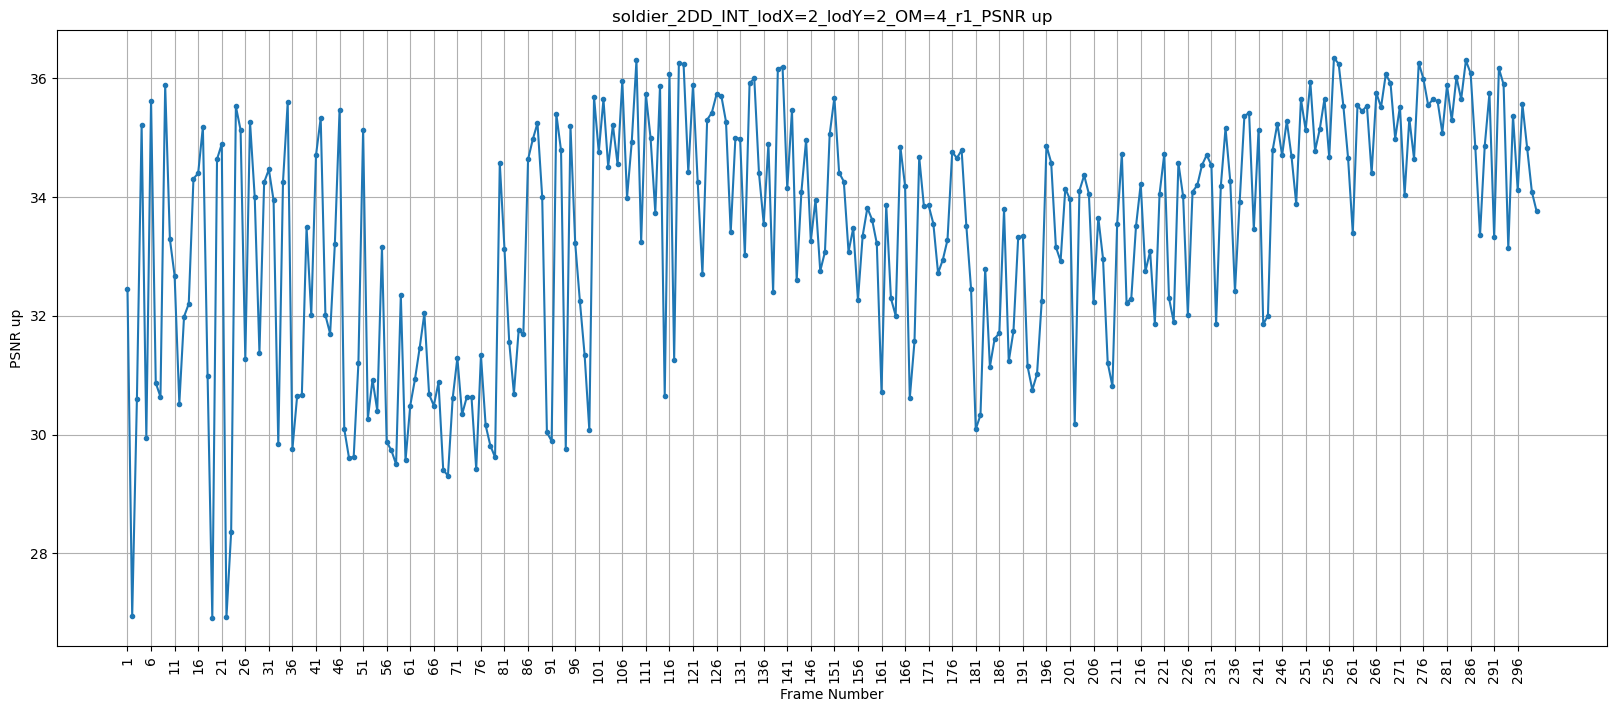 soldier_2DD_INT_lodX=2_lodY=2_OM=4_r1_PSNR up
PSNR up
36
34
32
30
28
1 6 11 16 21 26 31 36 41 46 51 56 61 66 71 76 81 86 91 96 101 106 111 116 121 126 131 136 141 146 151 156 161 166 171 176 181 186 191 196 201 206 211 216 221 226 231 236 241 246 251 256 261 266 271 276 281 286 291 296
Frame Number